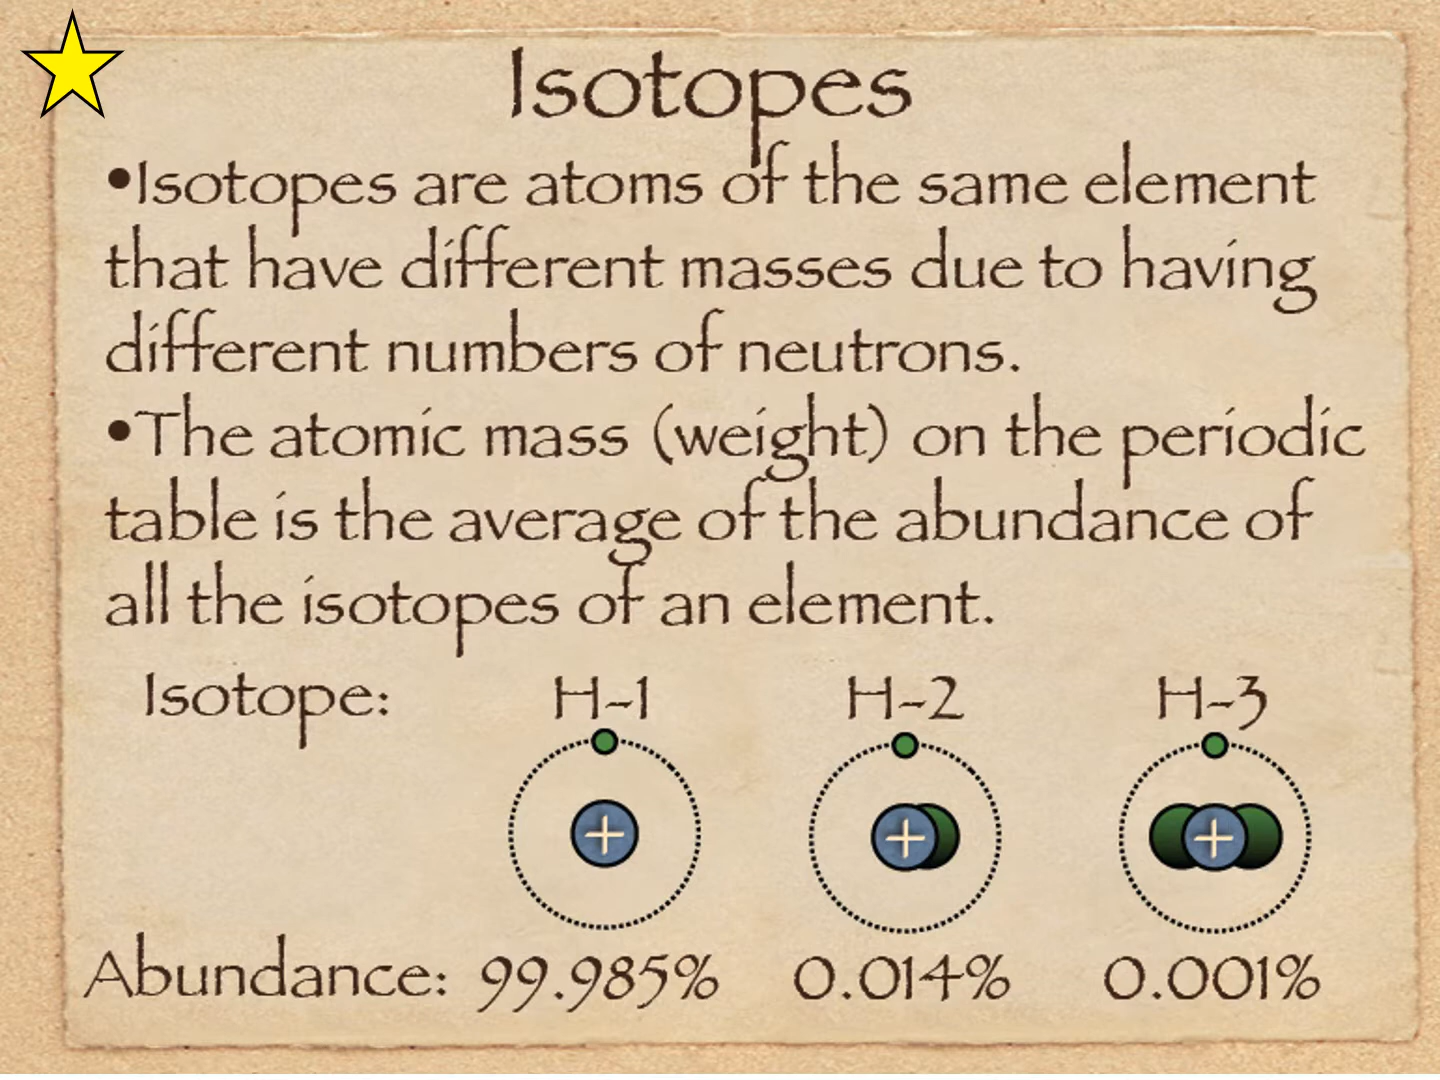 Isotopes
•Isotopes are atoms of the same element
that have different masses due to having
different numbers of neutrons.
•The atomic mass (weight) on the periodic
table is the average of the abundance of
all the isotopes of an element.
Isotope: H-1 H-2 H-3
+ + +
Abundance: 99.985% 0.014% 0.001%